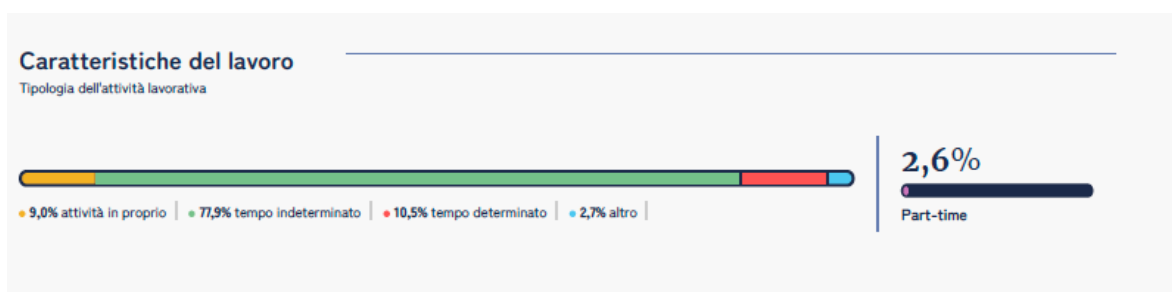 Caratteristiche del lavoro
Tipologia dell'attività lavorativa
2,6%
9,0% attività in proprio 77,9% tempo indeterminato 10,5% tempo determinato 2,7% altro
Part-time